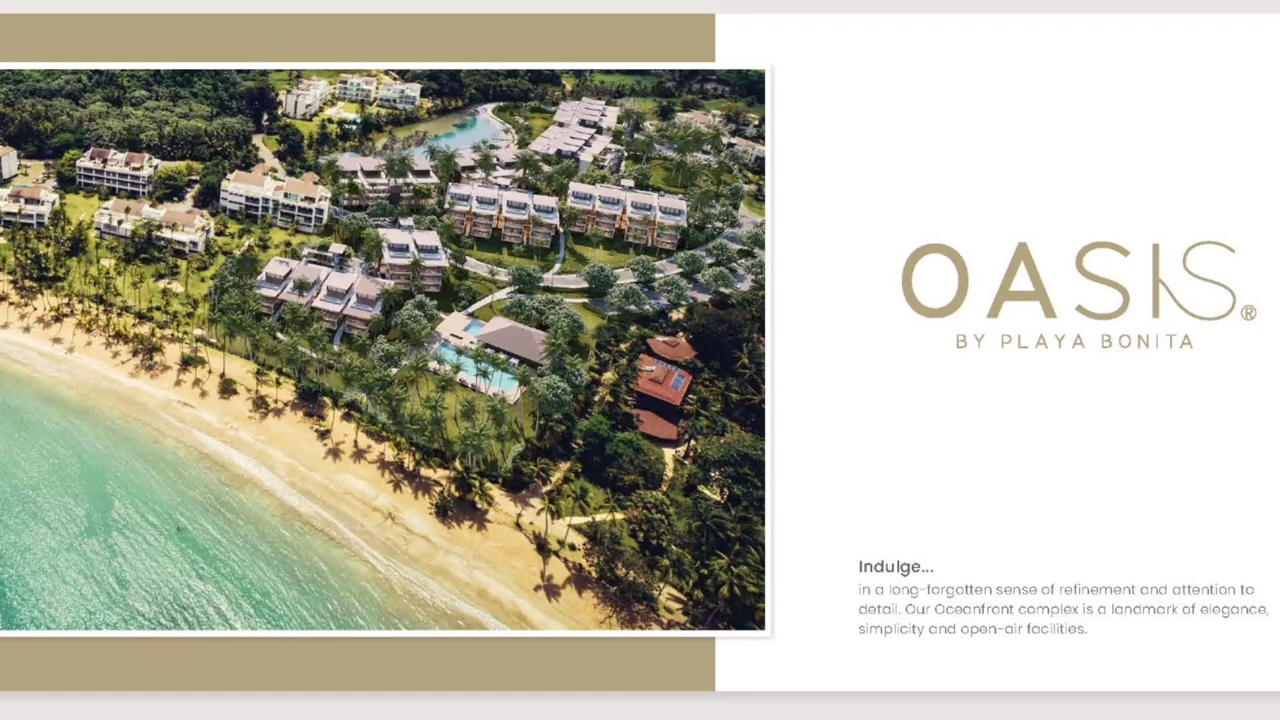 OASIS®
BY PLAYA BONITA
Indulge...
in a long-forgotten sense of refinement and attention to
detail. Our Oceanfront complex is a landmark of elegance,
simplicity and open-air facilities.